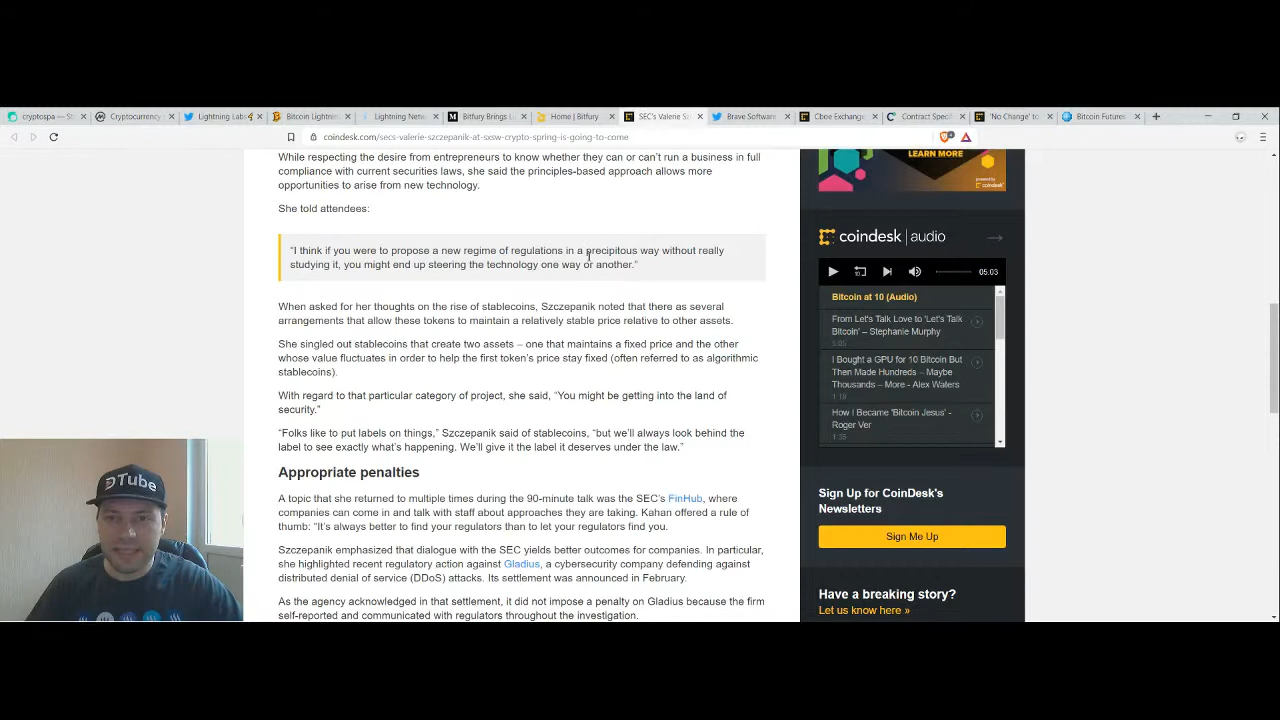 cryptospa — St
Cryptocurrency
Lightning Labs
Bitcoin Lightnin
Lightning Netw
Bitfury Brings L
Home | Bitfury
SEC's Valerie Sz
Brave Software
Cboe Exchange
Contract Specifi
'No Change' to
Bitcoin Futures
coindesk.com/secs-valerie-szczepanik-at-sxsw-crypto-spring-is-going-to-come
While respecting the desire from entrepreneurs to know whether they can or can't run a business in full
compliance with current securities laws, she said the principles-based approach allows more
opportunities to arise from new technology.
She told attendees:
“I think if you were to propose a new regime of regulations in a precipitous way without really
studying it, you might end up steering the technology one way or another.”
When asked for her thoughts on the rise of stablecoins, Szczepanik noted that there as several
arrangements that allow these tokens to maintain a relatively stable price relative to other assets.
She singled out stablecoins that create two assets – one that maintains a fixed price and the other
whose value fluctuates in order to help the first token's price stay fixed (often referred to as algorithmic
stablecoins).
With regard to that particular category of project, she said, “You might be getting into the land of
security.”
“Folks like to put labels on things,” Szczepanik said of stablecoins, “but we'll always look behind the
label to see exactly what's happening. We'll give it the label it deserves under the law.”
Appropriate penalties
A topic that she returned to multiple times during the 90-minute talk was the SEC's FinHub, where
companies can come in and talk with staff about approaches they are taking. Kahan offered a rule of
thumb: “It's always better to find your regulators than to let your regulators find you.
Szczepanik emphasized that dialogue with the SEC yields better outcomes for companies. In particular,
she highlighted recent regulatory action against Gladius, a cybersecurity company defending against
distributed denial of service (DDoS) attacks. Its settlement was announced in February.
As the agency acknowledged in that settlement, it did not impose a penalty on Gladius because the firm
self-reported and communicated with regulators throughout the investigation.
LEARN MORE
powered by
coindesk
coindesk | audio
10
05:03
Bitcoin at 10 (Audio)
From Let's Talk Love to 'Let's Talk
Bitcoin' – Stephanie Murphy
5:05
I Bought a GPU for 10 Bitcoin But
Then Made Hundreds – Maybe
Thousands – More - Alex Waters
1:18
How I Became 'Bitcoin Jesus' -
Roger Ver
1:35
Sign Up for CoinDesk's
Newsletters
Sign Me Up
Have a breaking story?
Let us know here »
DTube